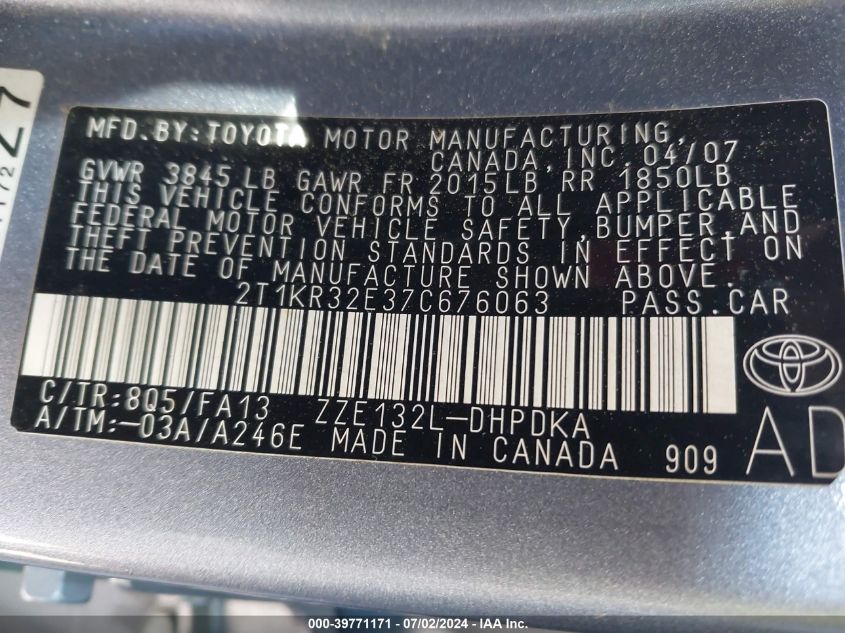 MFD.BY:TOYOTA MOTOR MANUFACTURING,
CANADA,INC. 04/07
GVWR 3845 LB GAWR FR 2015LB RR 1850LB
THIS VEHICLE CONFORMS TO ALL APPLICABLE
FEDERAL MOTOR VEHICLE SAFETY,BUMPER,AND
THEFT PREVENTION STANDARDS IN EFFECT ON
THE DATE OF MANUFACTURE SHOWN ABOVE.
2T1KR32E37C676063 PASS.CAR
C/TR:8Q5/FA13 ZZE132L-DHPDKA
A/TM:-03A/A246E MADE IN CANADA 909 AD
27
000-39771171 / 07/02/2024 - IAA Inc.